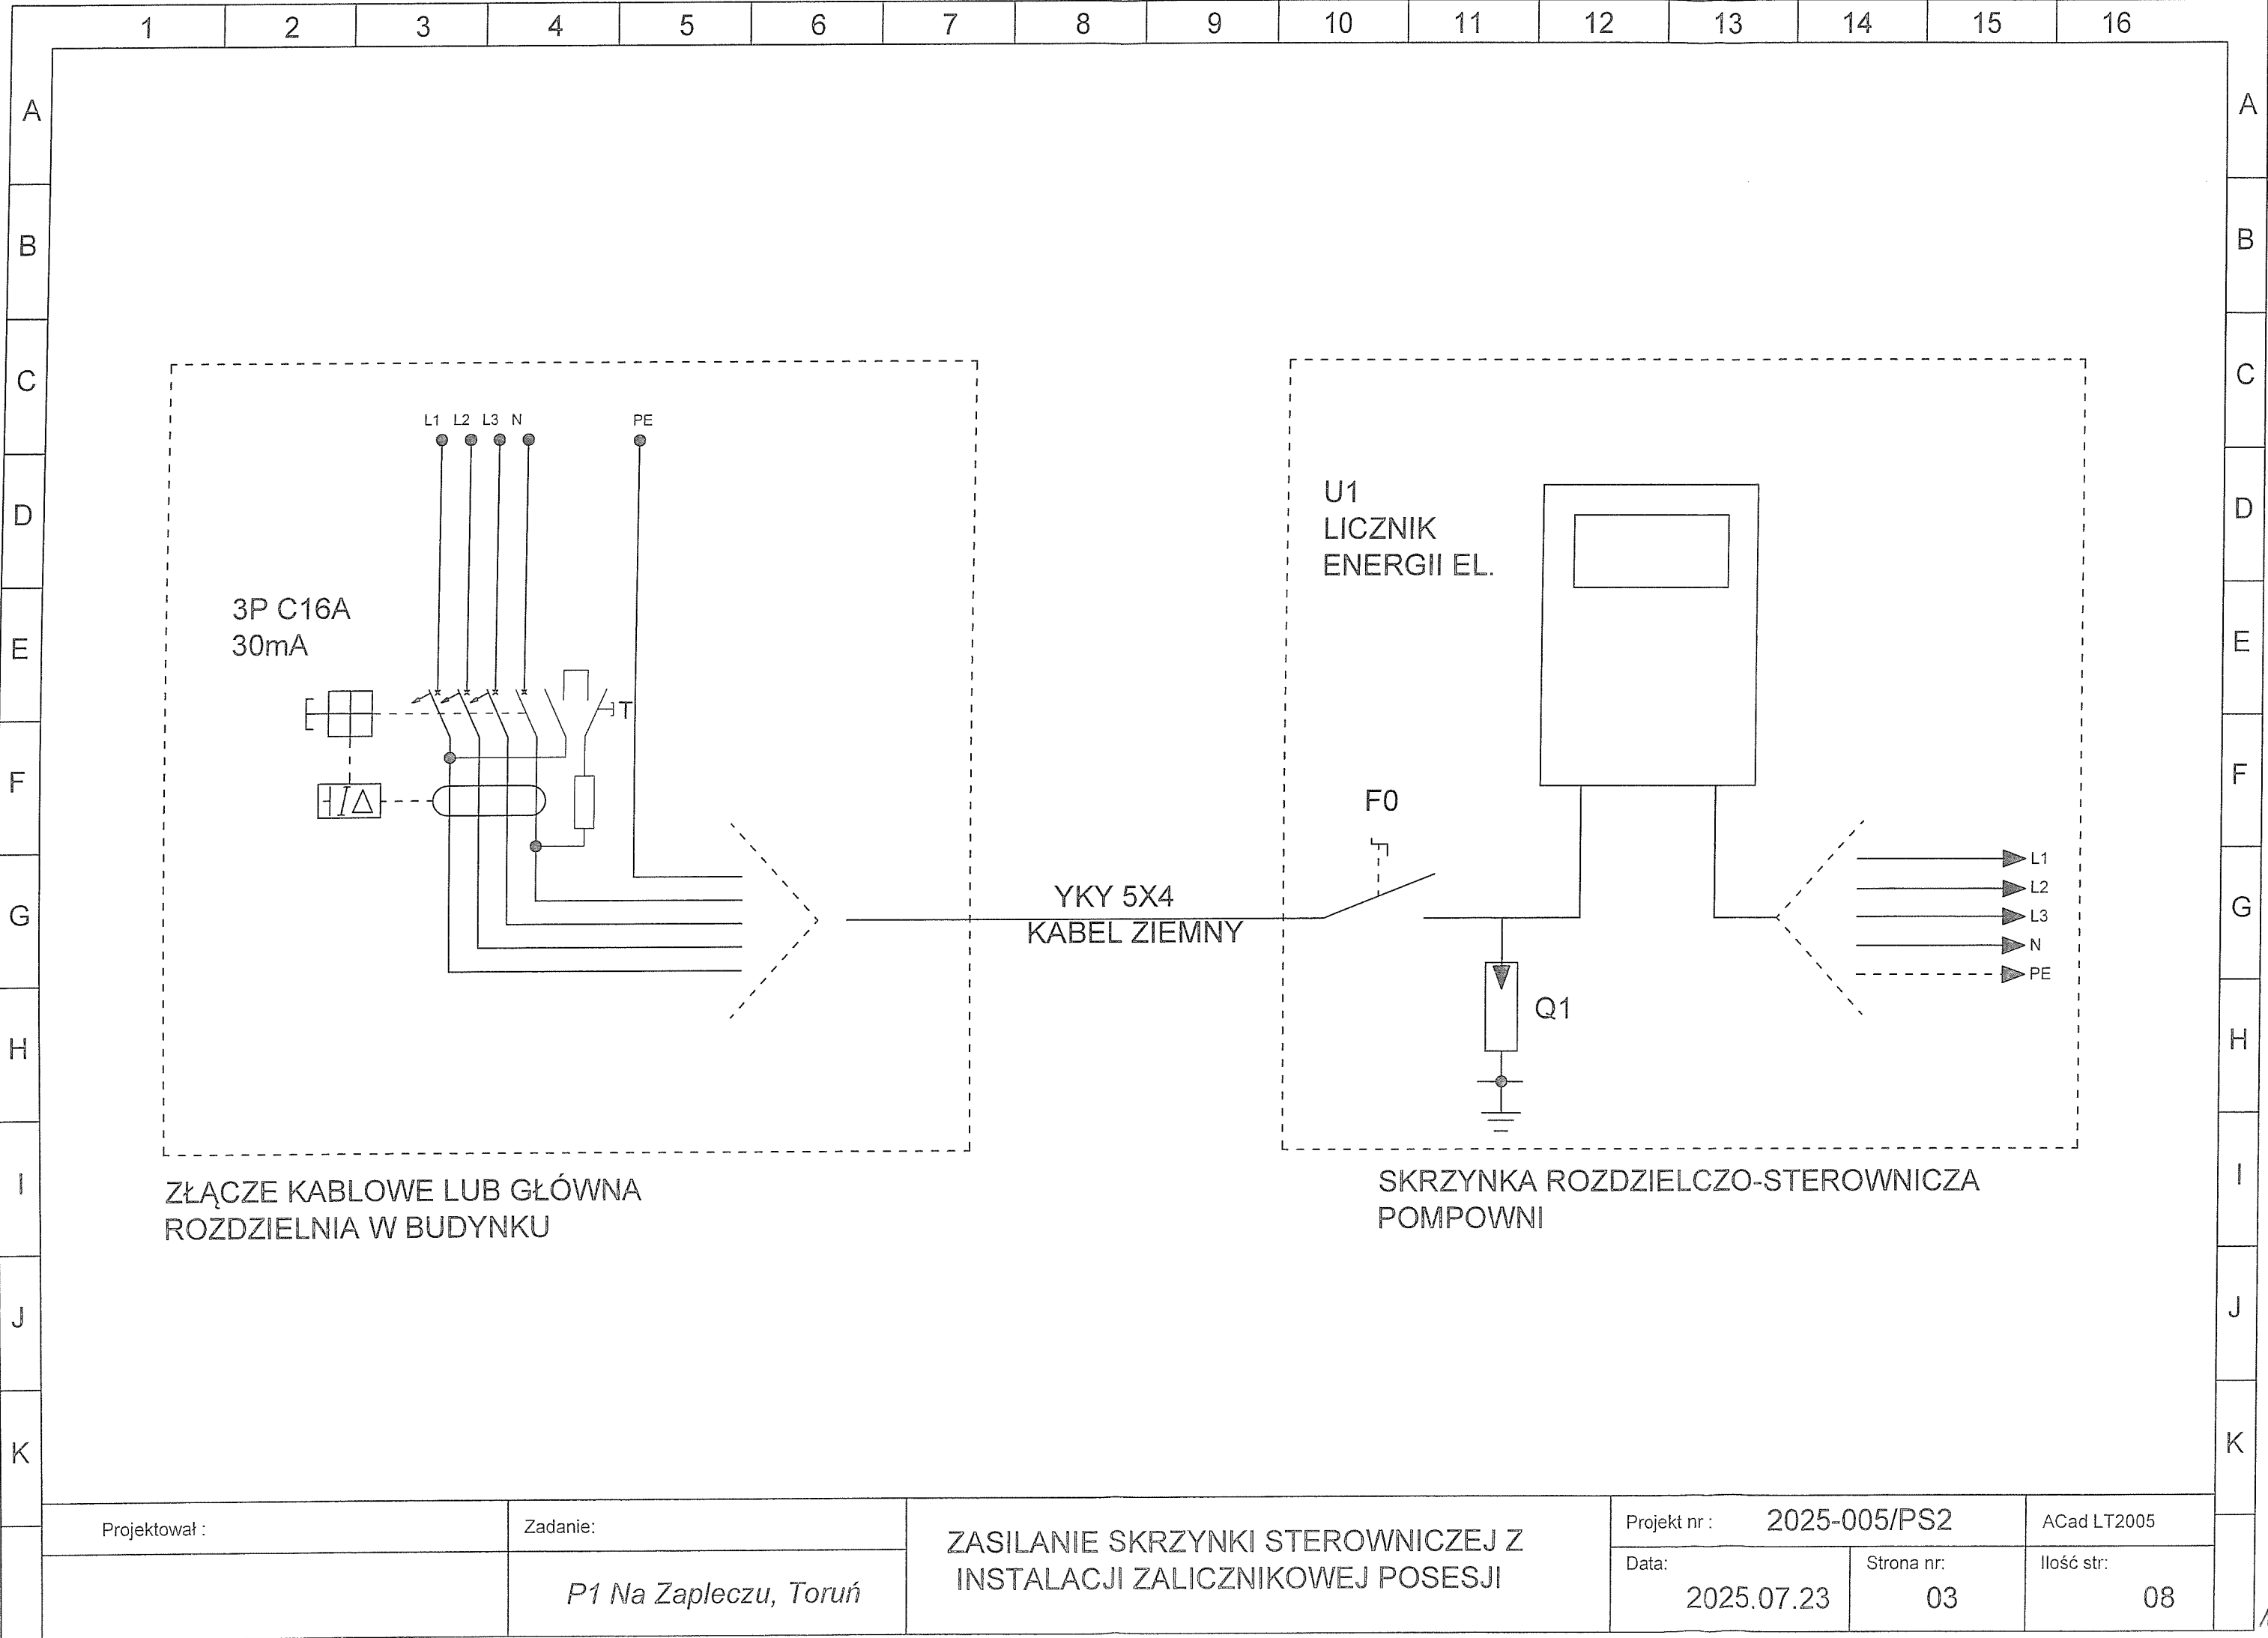 1 2 3 4 5 6 7 8 9 10 11 12 13 14 15 16
A A
B B
C C
L1 L2 L3 N PE
D D
U1
LICZNIK
ENERGII EL.
3P C16A
30mA
E E
T
F F
I Δ
F0
L1
L2
L3
N
PE
G G
YKY 5X4
KABEL ZIEMNY
Q1
H H
I I
ZŁĄCZE KABLOWE LUB GŁÓWNA
ROZDZIELNIA W BUDYNKU
SKRZYNKA ROZDZIELCZO-STEROWNICZA
POMPOWNI
J J
K K
Projektował :
Zadanie:
P1 Na Zapleczu, Toruń
ZASILANIE SKRZYNKI STEROWNICZEJ Z
INSTALACJI ZALICZNIKOWEJ POSESJI
Projekt nr : 2025-005/PS2
ACad LT2005
Data:
2025.07.23
Strona nr:
03
Ilość str:
08